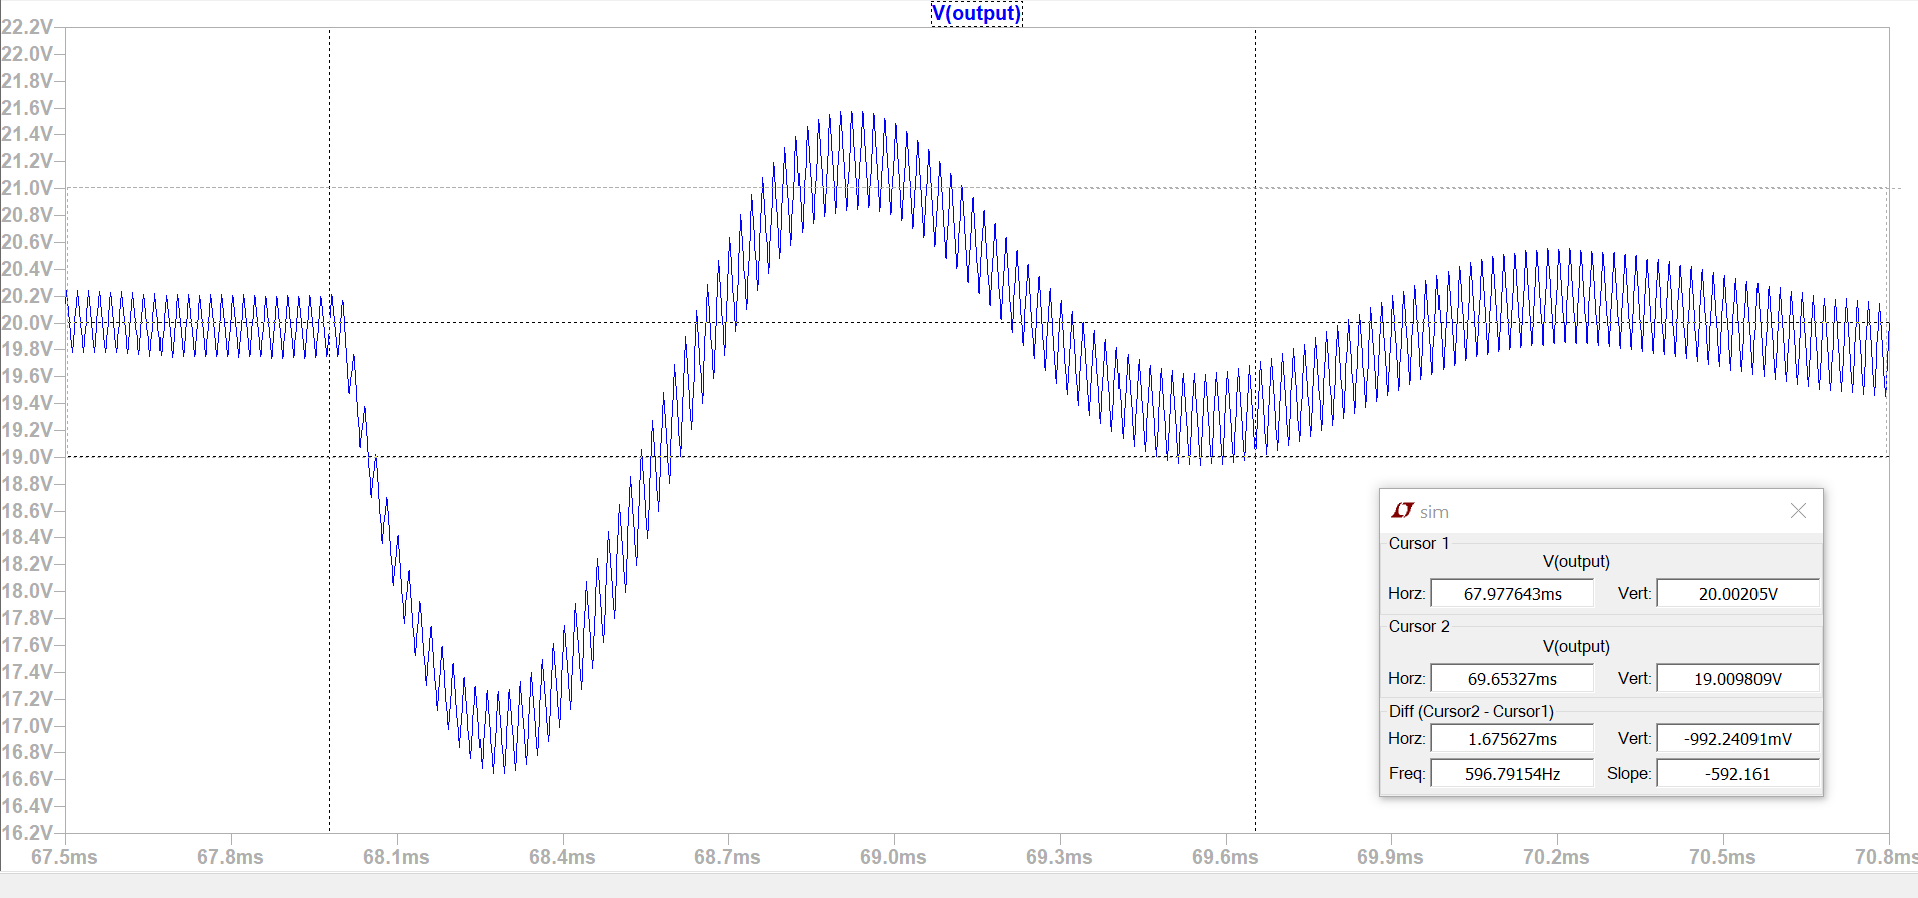 V(output)
22.2V
22.0V
21.8V
21.6V
21.4V
21.2V
21.0V
20.8V
20.6V
20.4V
20.2V
20.0V
19.8V
19.6V
19.4V
19.2V
19.0V
18.8V
18.6V
18.4V
18.2V
18.0V
17.8V
17.6V
17.4V
17.2V
17.0V
16.8V
16.6V
16.4V
16.2V
67.5ms 67.8ms 68.1ms 68.4ms 68.7ms 69.0ms 69.3ms 69.6ms 69.9ms 70.2ms 70.5ms 70.8ms
sim
Cursor 1
V(output)
Horz: 67.977643ms Vert: 20.00205V
Cursor 2
V(output)
Horz: 69.65327ms Vert: 19.009809V
Diff (Cursor2 - Cursor1)
Horz: 1.675627ms Vert: -992.24091mV
Freq: 596.79154Hz Slope: -592.161